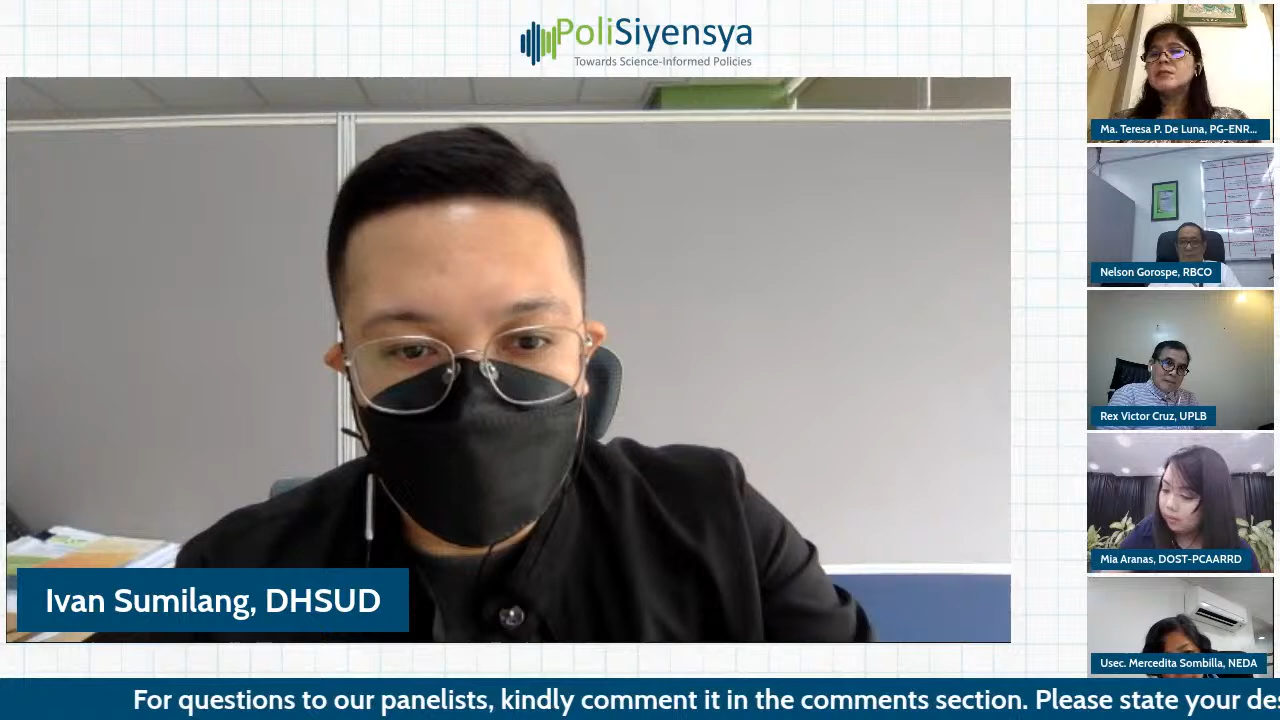 PoliSiyensya
Towards Science-Informed Policies
Ma. Teresa P. De Luna, PG-ENR...
Nelson Gorospe, RBCO
Rex Victor Cruz, UPLB
Mia Aranas, DOST-PCAARRD
Ivan Sumilang, DHSUD
Usec. Mercedita Sombilla, NEDA
For questions to our panelists, kindly comment it in the comments section. Please state your des